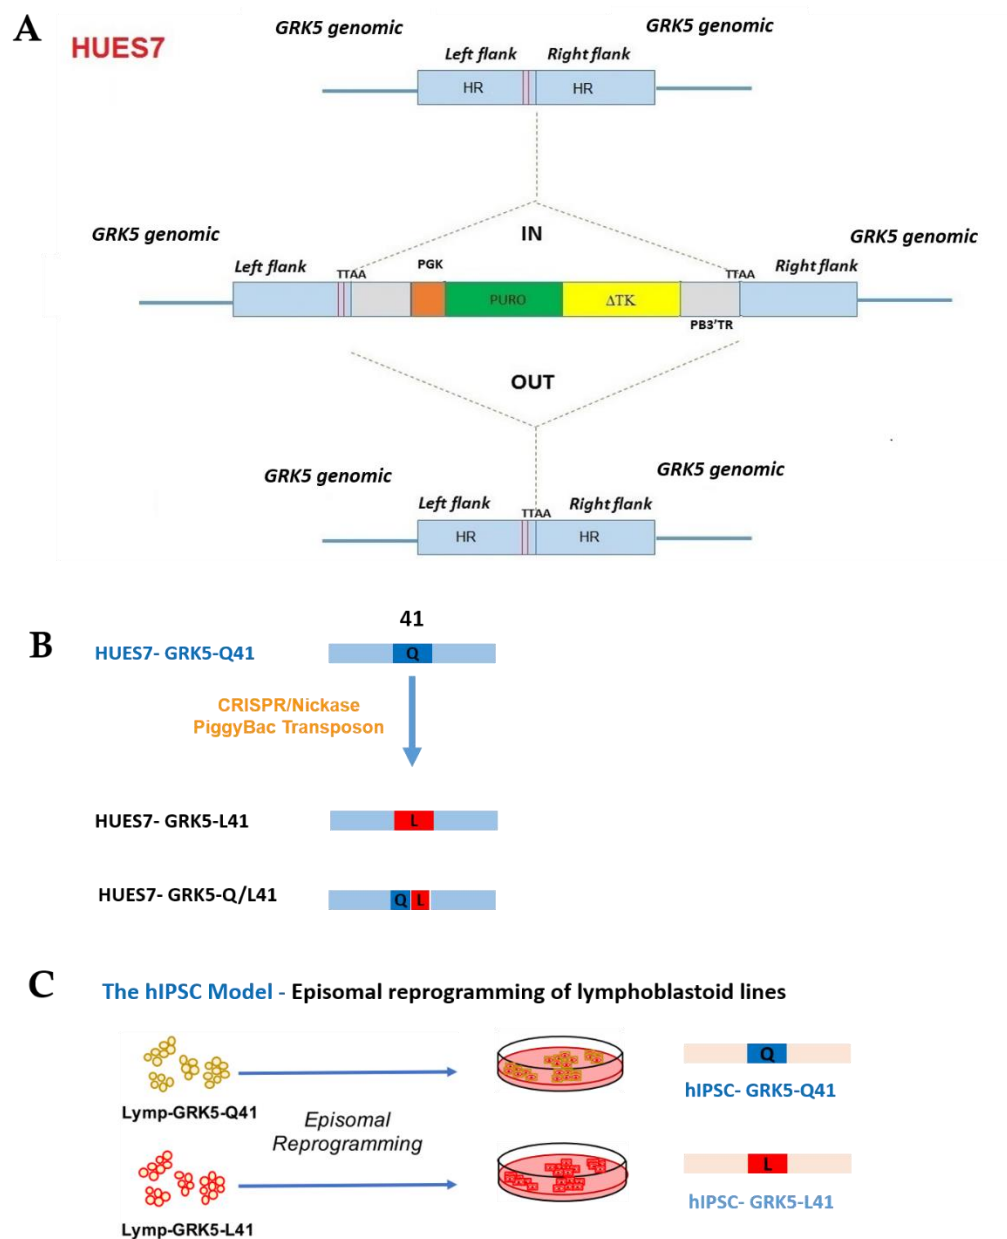 A
HUES7
GRK5 genomic
GRK5 genomic
Left flank
Right flank
HR
HR
IN
GRK5 genomic
GRK5 genomic
Left flank
TTAA
PGK
TTAA
Right flank
PURO
ΔTK
PB3'TR
OUT
GRK5 genomic
GRK5 genomic
Left flank
Right flank
TTAA
HR
HR
B
41
HUES7- GRK5-Q41
Q
CRISPR/Nickase
PiggyBac Transposon
HUES7- GRK5-L41
L
HUES7- GRK5-Q/L41
Q L
C
The hIPSC Model - Episomal reprogramming of lymphoblastoid lines
Q
hIPSC- GRK5-Q41
Lymp-GRK5-Q41
Episomal
Reprogramming
L
hIPSC- GRK5-L41
Lymp-GRK5-L41